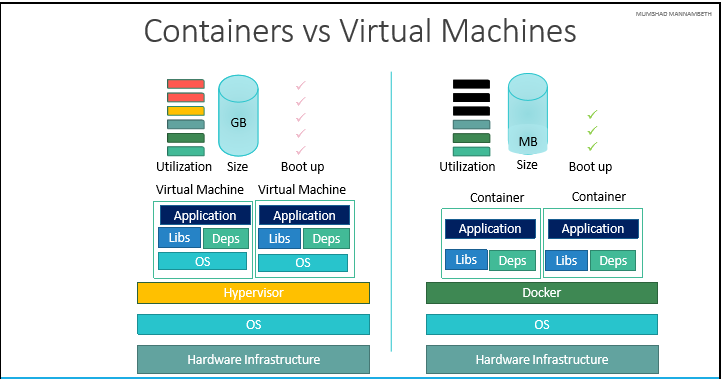 MUMSHAD MANNAMBETH
Containers vs Virtual Machines
GB
Utilization Size Boot up
Virtual Machine Virtual Machine
Application Application
Libs Deps Libs Deps
OS OS
Hypervisor
OS
Hardware Infrastructure
MB
Utilization Size Boot up
Container Container
Application Application
Libs Deps Libs Deps
Docker
OS
Hardware Infrastructure